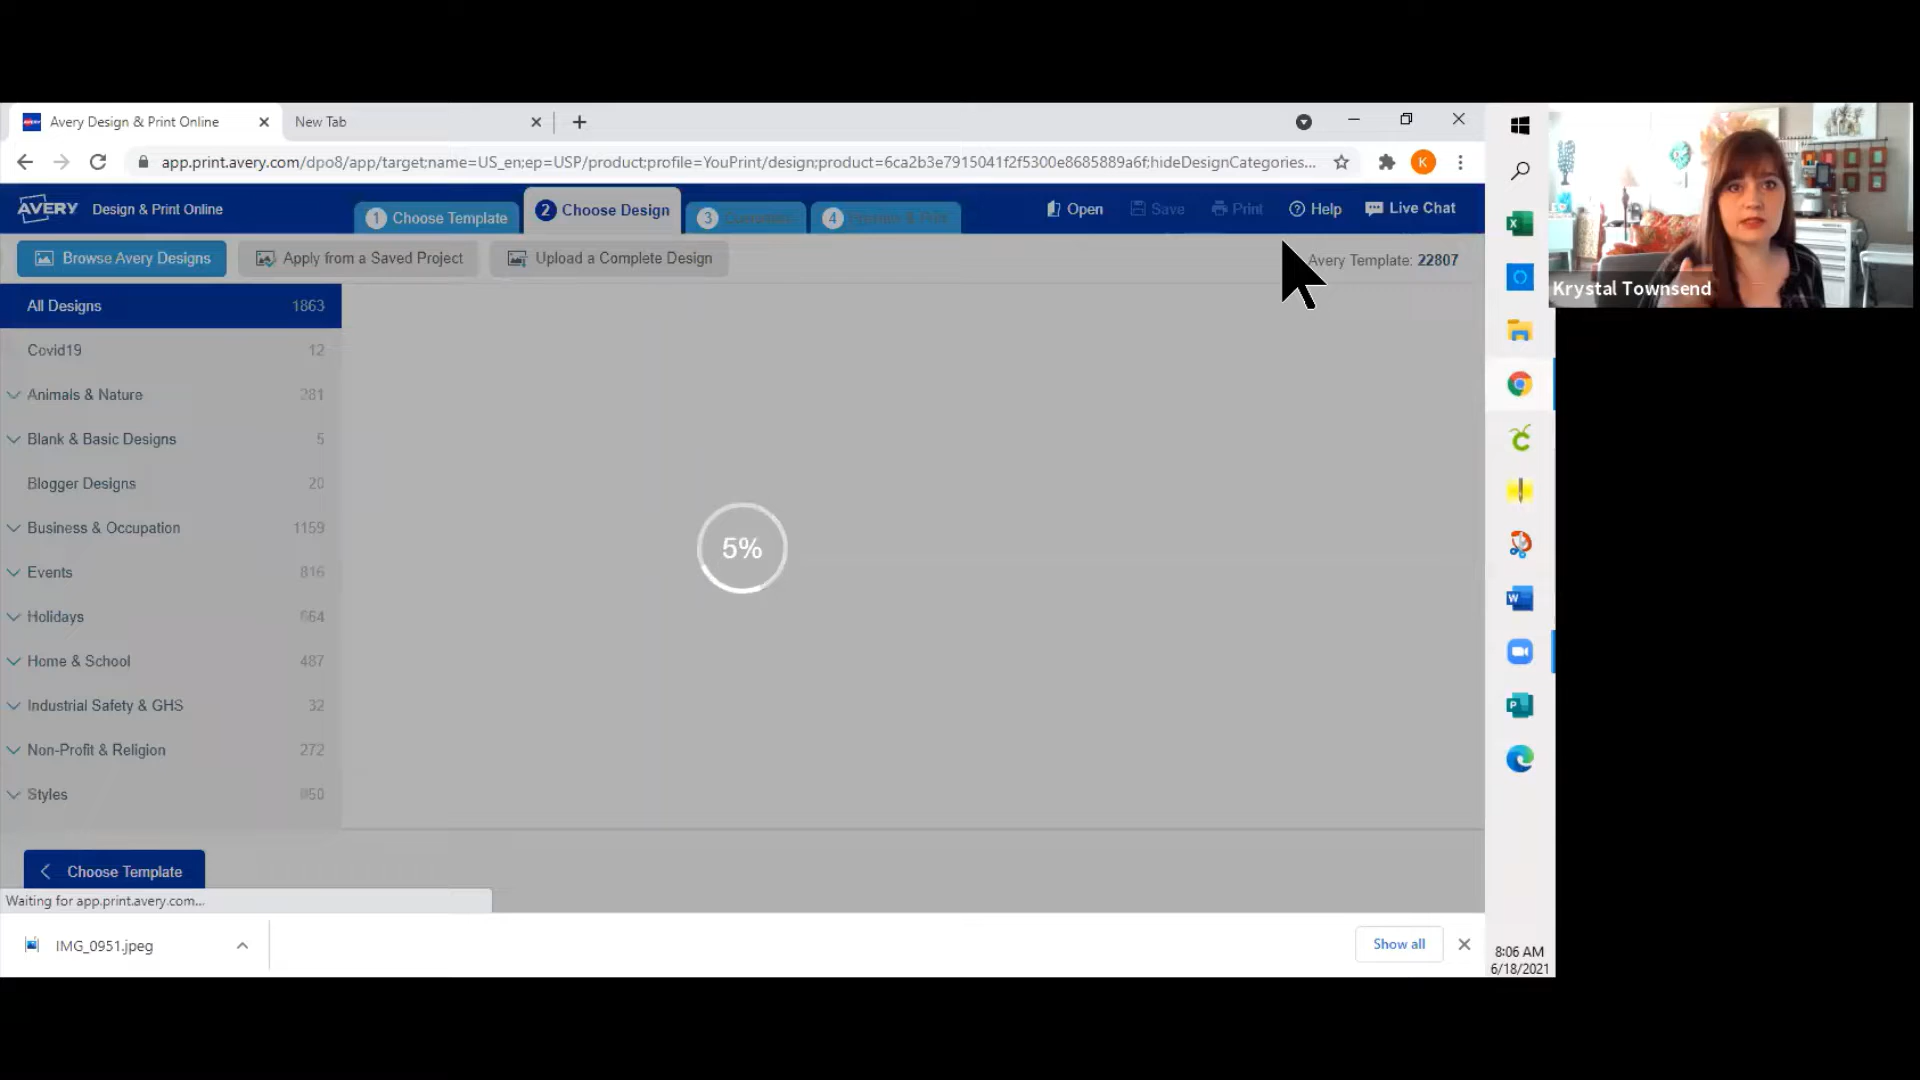 Avery Design & Print Online
New Tab
app.print.avery.com/dpo8/app/target;name=US_en;ep=USP/product;profile=YouPrint/design;product=6ca2b3e7915041f2f5300e8685889a6f;hideDesignCategories...
K
AVERY Design & Print Online
1 Choose Template
2 Choose Design
3
4
Open
Save
Print
Help
Live Chat
Browse Avery Designs
Apply from a Saved Project
Upload a Complete Design
Avery Template: 22807
All Designs 1863
Covid19 12
Animals & Nature 281
Blank & Basic Designs 5
Blogger Designs 20
Business & Occupation 1159
Events 816
Holidays 664
Home & School 487
Industrial Safety & GHS 32
Non-Profit & Religion 272
Styles 850
5%
Choose Template
Waiting for app.print.avery.com...
IMG_0951.jpeg
Show all
8:06 AM
6/18/2021
Krystal Townsend